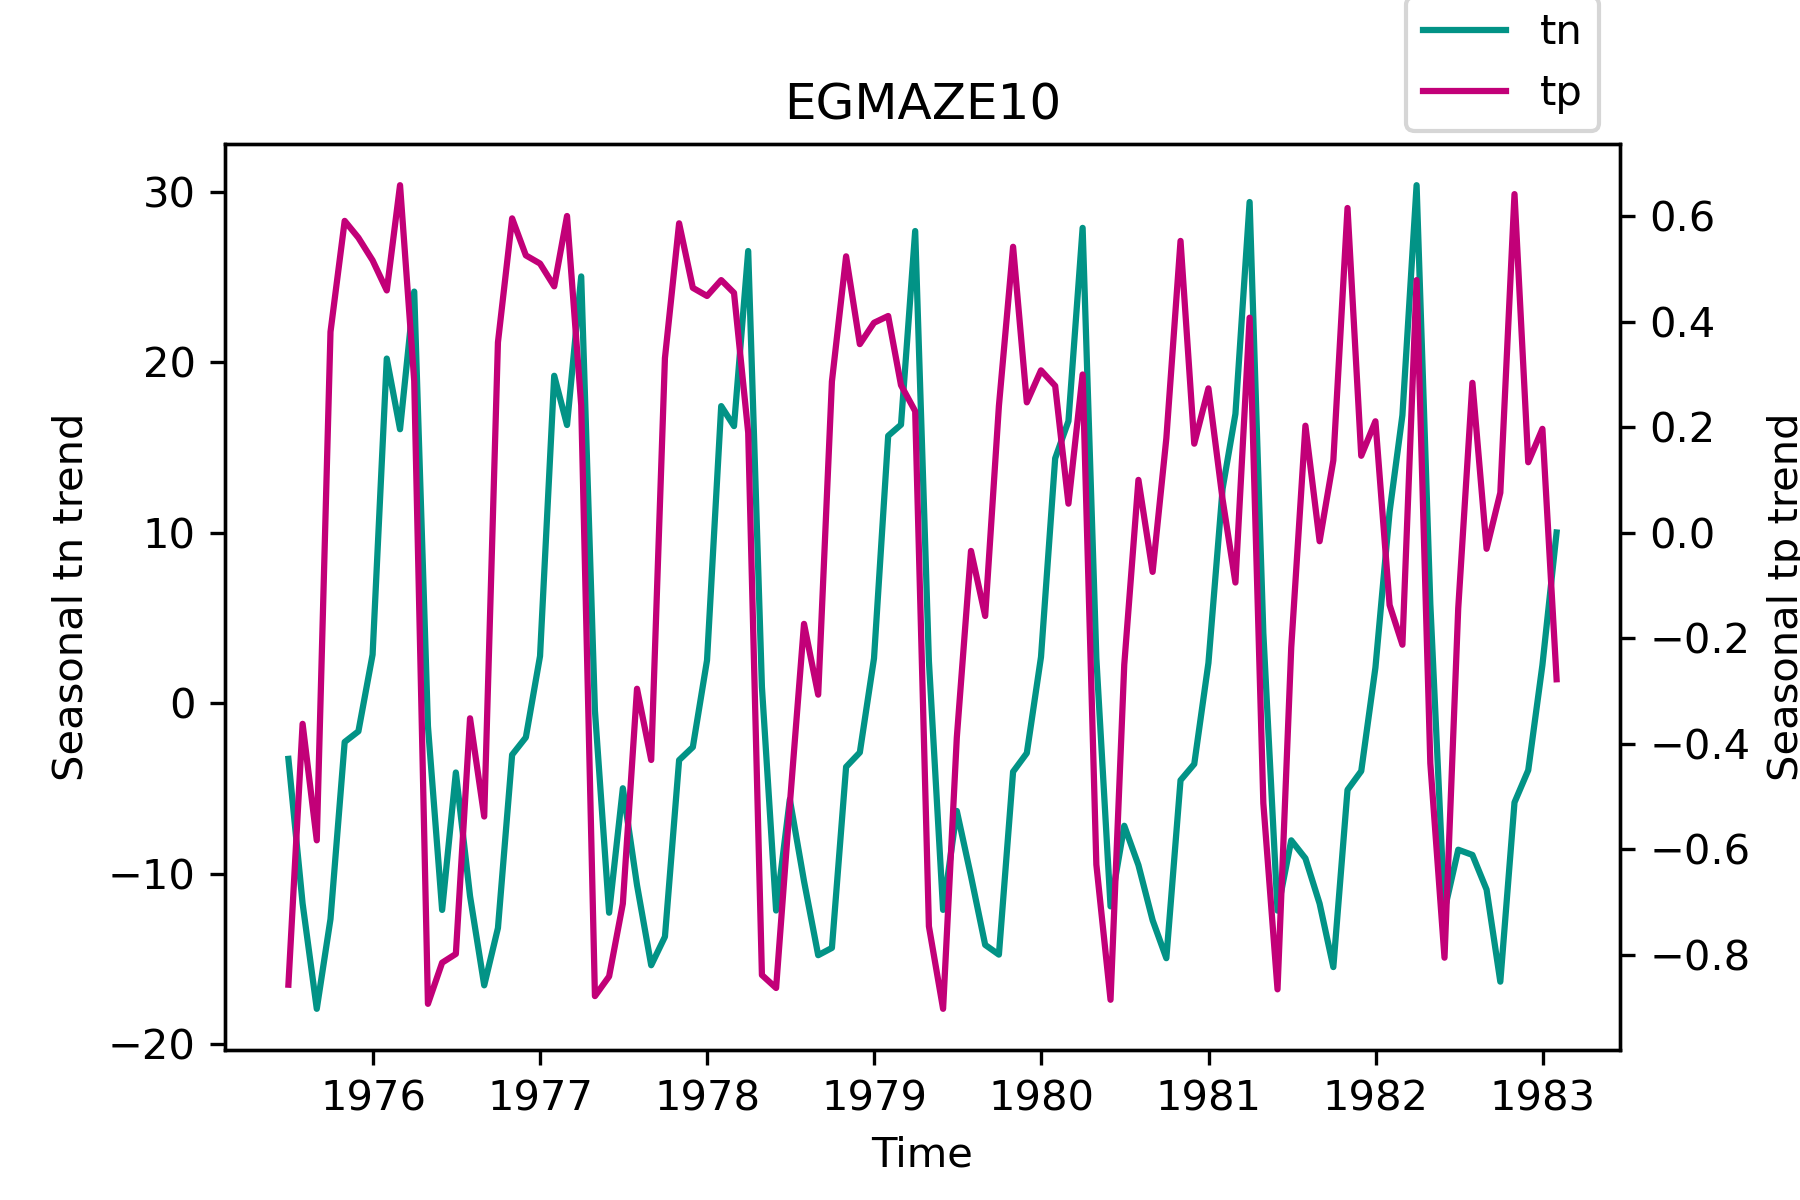 tn
tp
EGMAZE10
Seasonal tn trend
30
20
10
0
−10
−20
0.6
0.4
0.2
0.0
−0.2
−0.4
−0.6
−0.8
Seasonal tp trend
1976 1977 1978 1979 1980 1981 1982 1983
Time